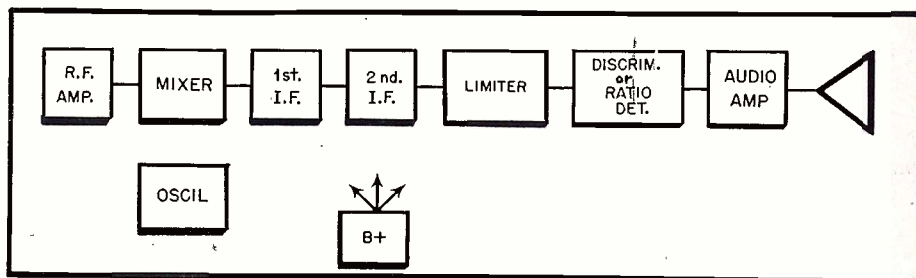 R.F.
AMP.
MIXER
1st.
I.F.
2nd.
I.F.
LIMITER
DISCRIM.
or
RATIO
DET.
AUDIO
AMP
OSCIL
B+